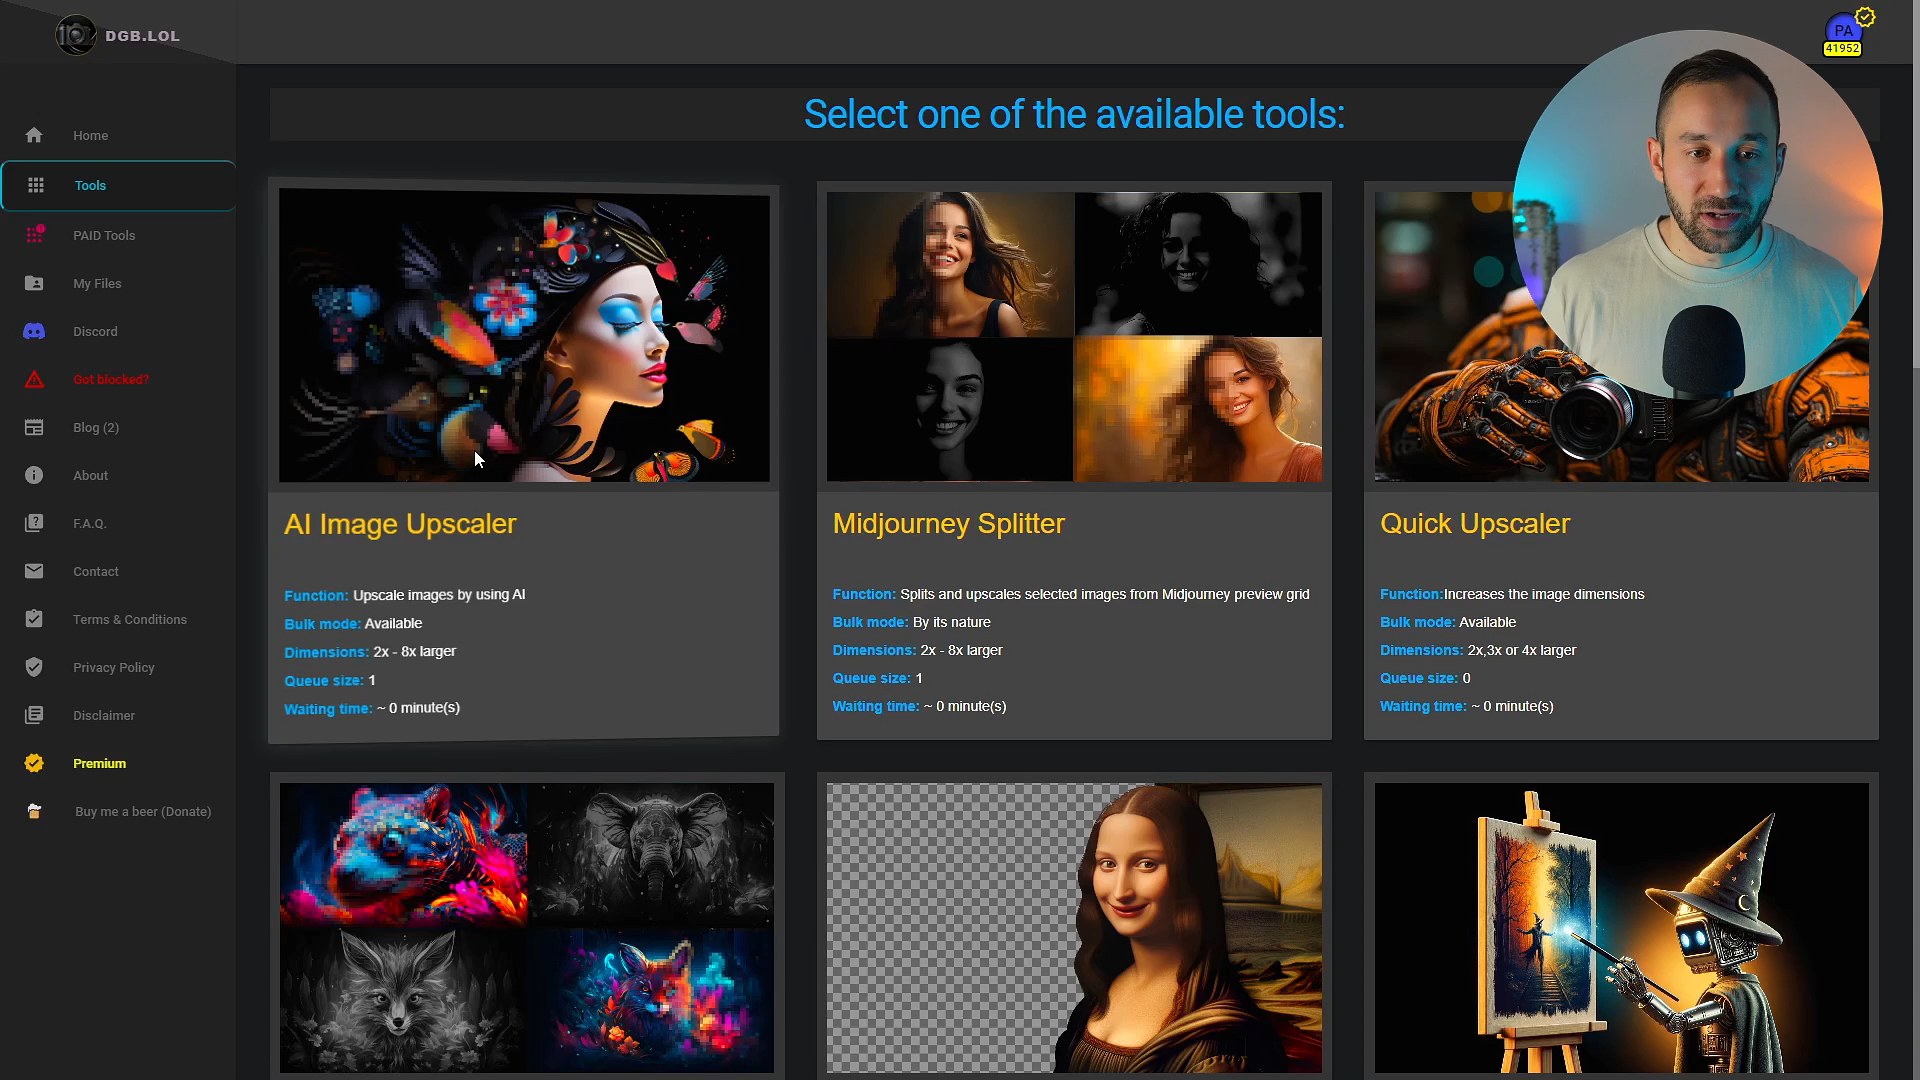 DGB.LOL
PA
41952
Home
Tools
PAID Tools
My Files
Discord
Got blocked?
Blog (2)
About
F.A.Q.
Contact
Terms & Conditions
Privacy Policy
Disclaimer
Premium
Buy me a beer (Donate)
Select one of the available tools:
AI Image Upscaler
Function: Upscale images by using AI
Bulk mode: Available
Dimensions: 2x - 8x larger
Queue size: 1
Waiting time: ~ 0 minute(s)
Midjourney Splitter
Function: Splits and upscales selected images from Midjourney preview grid
Bulk mode: By its nature
Dimensions: 2x - 8x larger
Queue size: 1
Waiting time: ~ 0 minute(s)
Quick Upscaler
Function:Increases the image dimensions
Bulk mode: Available
Dimensions: 2x,3x or 4x larger
Queue size: 0
Waiting time: ~ 0 minute(s)